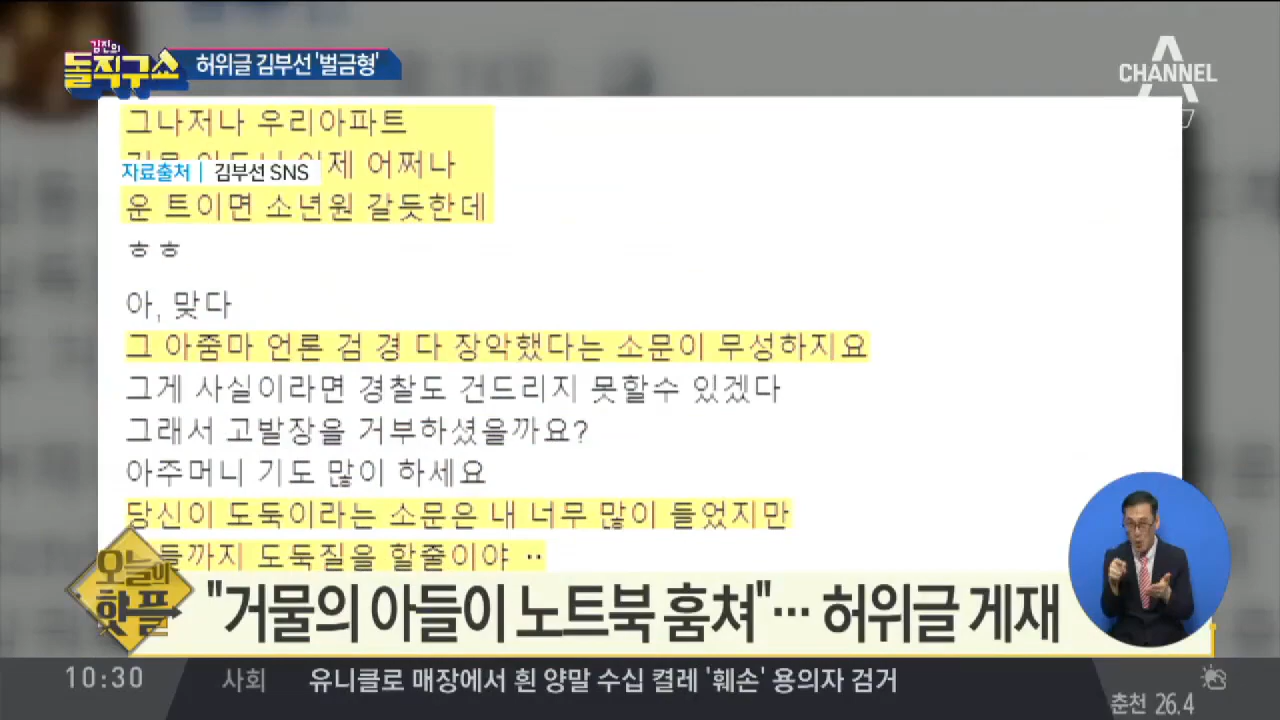 김진의
돌직구쇼
허위글 김부선 '벌금형'
CHANNEL A
그나저나 우리아파트
이제 어쩌나
자료출처 | 김부선 SNS
운 트이면 소년원 갈듯한데
ㅎㅎ
아, 맞다
그 아줌마 언론 검 경 다 장악했다는 소문이 무성하지요
그게 사실이라면 경찰도 건드리지 못할수 있겠다
그래서 고발장을 거부하셨을까요?
아주머니 기도 많이 하세요
당신이 도둑이라는 소문은 내 너무 많이 들었지만
들까지 도둑질을 할줄이야 ··
오늘의
핫플
"거물의 아들이 노트북 훔쳐"… 허위글 게재
10:30 사회 유니클로 매장에서 흰 양말 수십 켤레 '훼손' 용의자 검거
춘천 26.4